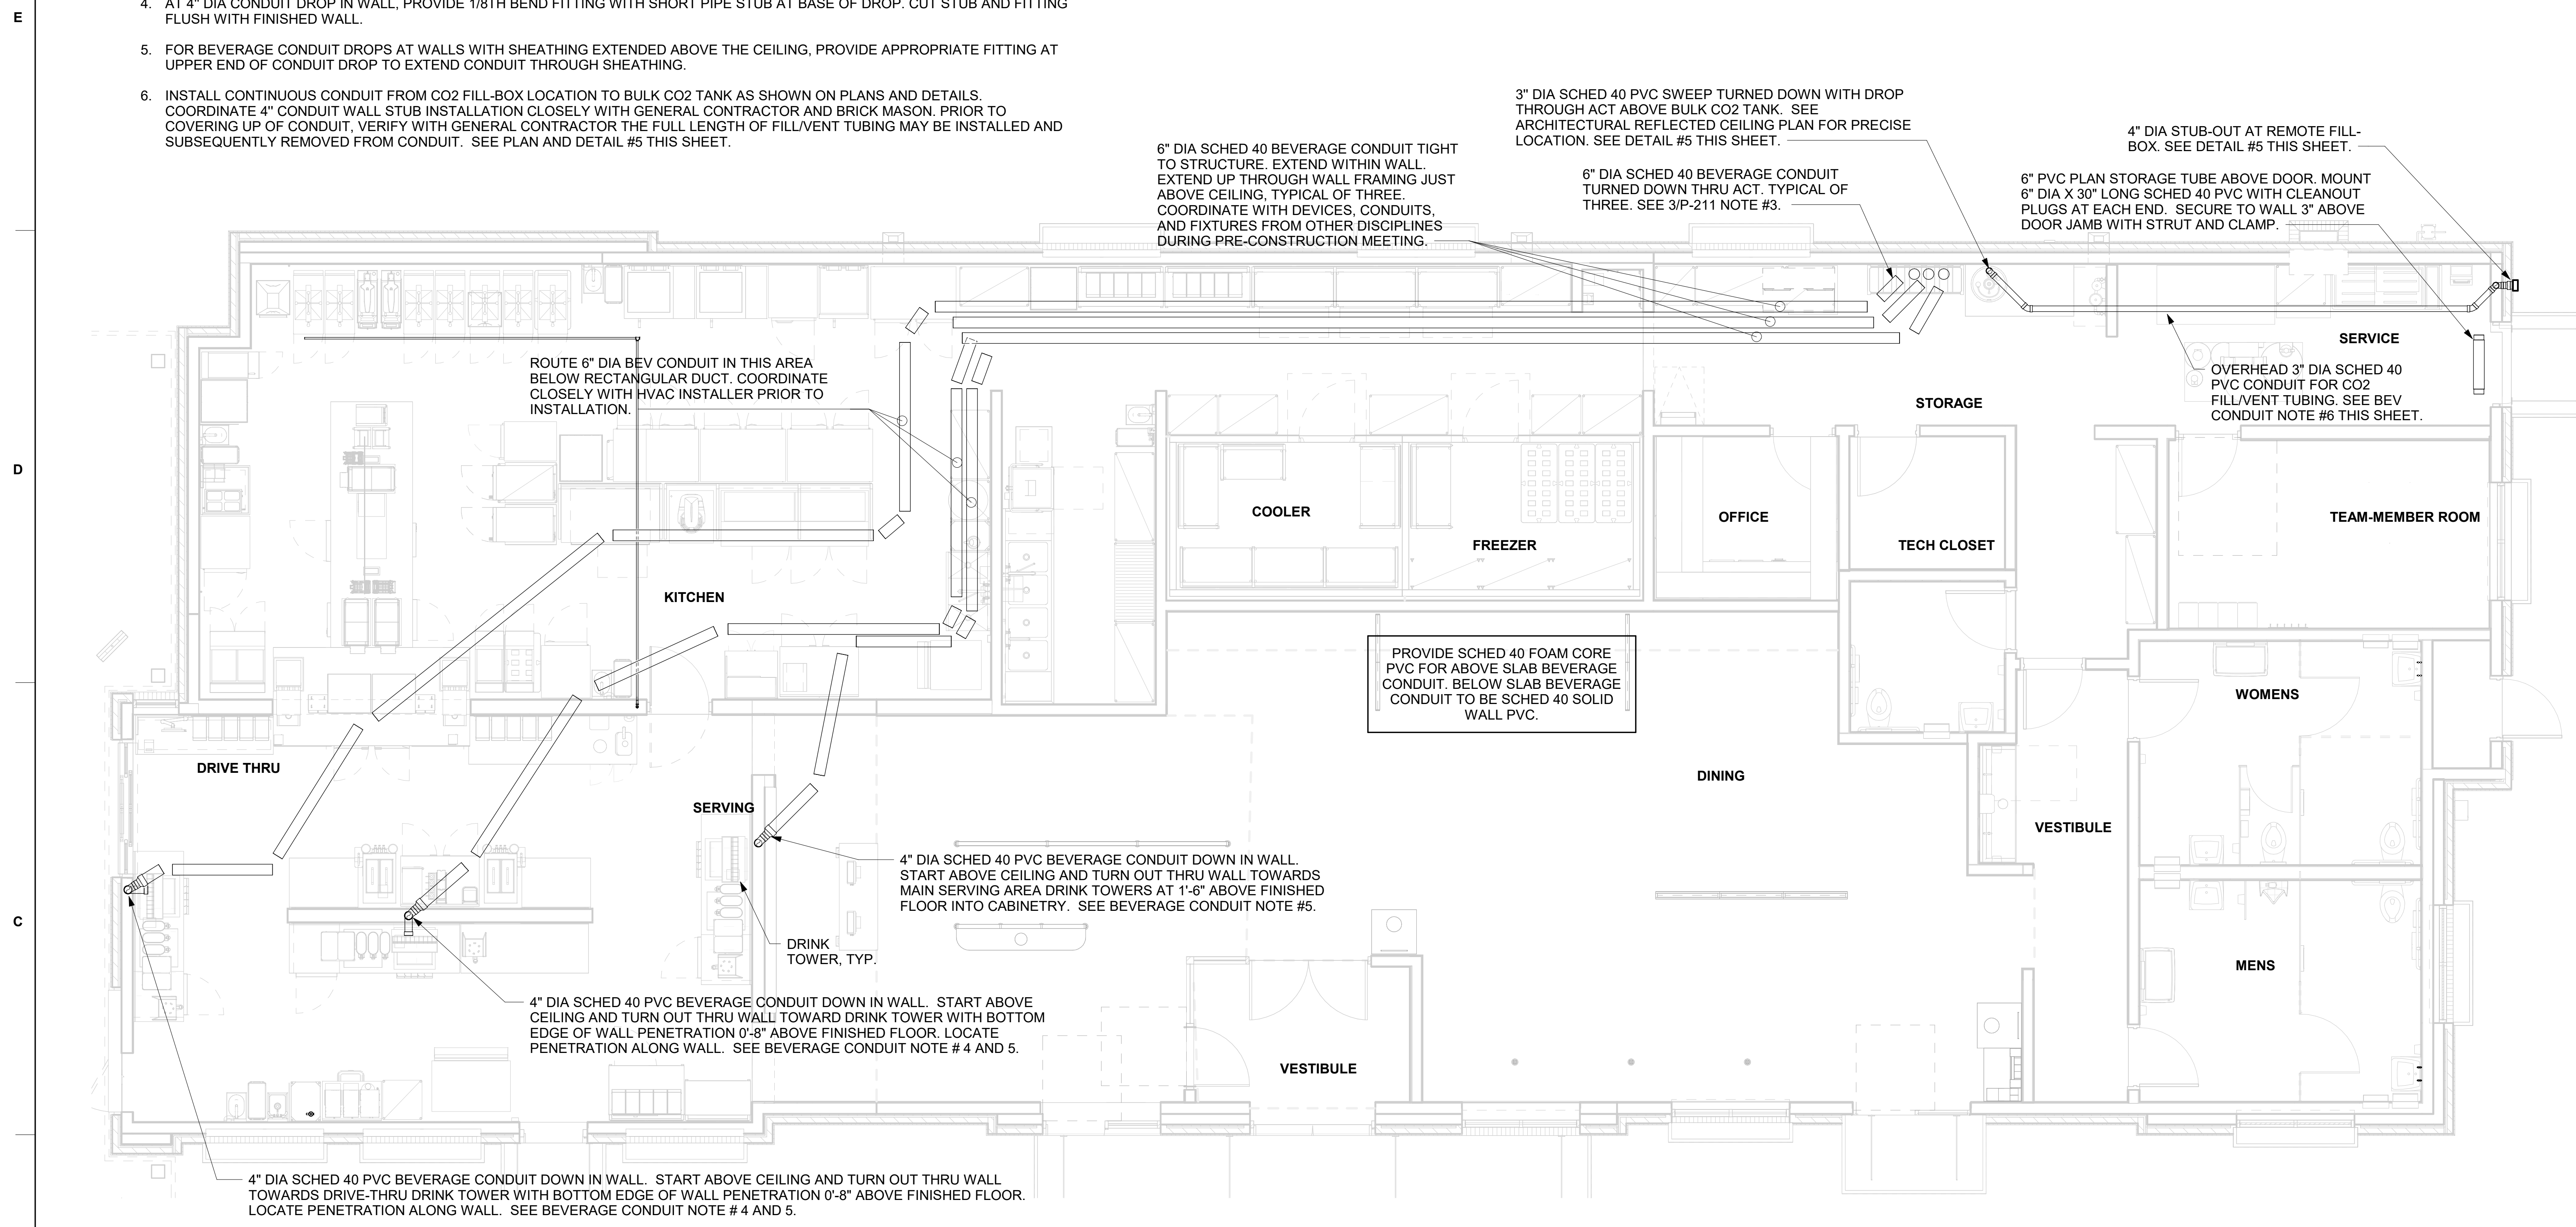 E
4. AT 4" DIA CONDUIT DROP IN WALL, PROVIDE 1/8TH BEND FITTING WITH SHORT PIPE STUB AT BASE OF DROP. CUT STUB AND FITTING
FLUSH WITH FINISHED WALL.
5. FOR BEVERAGE CONDUIT DROPS AT WALLS WITH SHEATHING EXTENDED ABOVE THE CEILING, PROVIDE APPROPRIATE FITTING AT
UPPER END OF CONDUIT DROP TO EXTEND CONDUIT THROUGH SHEATHING.
6. INSTALL CONTINUOUS CONDUIT FROM CO2 FILL-BOX LOCATION TO BULK CO2 TANK AS SHOWN ON PLANS AND DETAILS.
COORDINATE 4" CONDUIT WALL STUB INSTALLATION CLOSELY WITH GENERAL CONTRACTOR AND BRICK MASON. PRIOR TO
COVERING UP OF CONDUIT, VERIFY WITH GENERAL CONTRACTOR THE FULL LENGTH OF FILL/VENT TUBING MAY BE INSTALLED AND
SUBSEQUENTLY REMOVED FROM CONDUIT. SEE PLAN AND DETAIL #5 THIS SHEET.
6" DIA SCHED 40 BEVERAGE CONDUIT TIGHT
TO STRUCTURE. EXTEND WITHIN WALL.
EXTEND UP THROUGH WALL FRAMING JUST
ABOVE CEILING, TYPICAL OF THREE.
COORDINATE WITH DEVICES, CONDUITS,
AND FIXTURES FROM OTHER DISCIPLINES
DURING PRE-CONSTRUCTION MEETING.
3" DIA SCHED 40 PVC SWEEP TURNED DOWN WITH DROP
THROUGH ACT ABOVE BULK CO2 TANK. SEE
ARCHITECTURAL REFLECTED CEILING PLAN FOR PRECISE
LOCATION. SEE DETAIL #5 THIS SHEET.
6" DIA SCHED 40 BEVERAGE CONDUIT
TURNED DOWN THRU ACT. TYPICAL OF
THREE. SEE 3/P-211 NOTE #3.
4" DIA STUB-OUT AT REMOTE FILL-
BOX. SEE DETAIL #5 THIS SHEET.
6" PVC PLAN STORAGE TUBE ABOVE DOOR. MOUNT
6" DIA X 30" LONG SCHED 40 PVC WITH CLEANOUT
PLUGS AT EACH END. SECURE TO WALL 3" ABOVE
DOOR JAMB WITH STRUT AND CLAMP.
ROUTE 6" DIA BEV CONDUIT IN THIS AREA
BELOW RECTANGULAR DUCT. COORDINATE
CLOSELY WITH HVAC INSTALLER PRIOR TO
INSTALLATION.
SERVICE
OVERHEAD 3" DIA SCHED 40
PVC CONDUIT FOR CO2
FILL/VENT TUBING. SEE BEV
CONDUIT NOTE #6 THIS SHEET.
STORAGE
D
COOLER
FREEZER
OFFICE
TECH CLOSET
TEAM-MEMBER ROOM
KITCHEN
PROVIDE SCHED 40 FOAM CORE
PVC FOR ABOVE SLAB BEVERAGE
CONDUIT. BELOW SLAB BEVERAGE
CONDUIT TO BE SCHED 40 SOLID
WALL PVC.
WOMENS
DRIVE THRU
DINING
SERVING
VESTIBULE
4" DIA SCHED 40 PVC BEVERAGE CONDUIT DOWN IN WALL.
START ABOVE CEILING AND TURN OUT THRU WALL TOWARDS
MAIN SERVING AREA DRINK TOWERS AT 1'-6" ABOVE FINISHED
FLOOR INTO CABINETRY. SEE BEVERAGE CONDUIT NOTE #5.
C
DRINK
TOWER, TYP.
MENS
4" DIA SCHED 40 PVC BEVERAGE CONDUIT DOWN IN WALL. START ABOVE
CEILING AND TURN OUT THRU WALL TOWARD DRINK TOWER WITH BOTTOM
EDGE OF WALL PENETRATION 0'-8" ABOVE FINISHED FLOOR. LOCATE
PENETRATION ALONG WALL. SEE BEVERAGE CONDUIT NOTE # 4 AND 5.
VESTIBULE
4" DIA SCHED 40 PVC BEVERAGE CONDUIT DOWN IN WALL. START ABOVE CEILING AND TURN OUT THRU WALL
TOWARDS DRIVE-THRU DRINK TOWER WITH BOTTOM EDGE OF WALL PENETRATION 0'-8" ABOVE FINISHED FLOOR.
LOCATE PENETRATION ALONG WALL. SEE BEVERAGE CONDUIT NOTE # 4 AND 5.